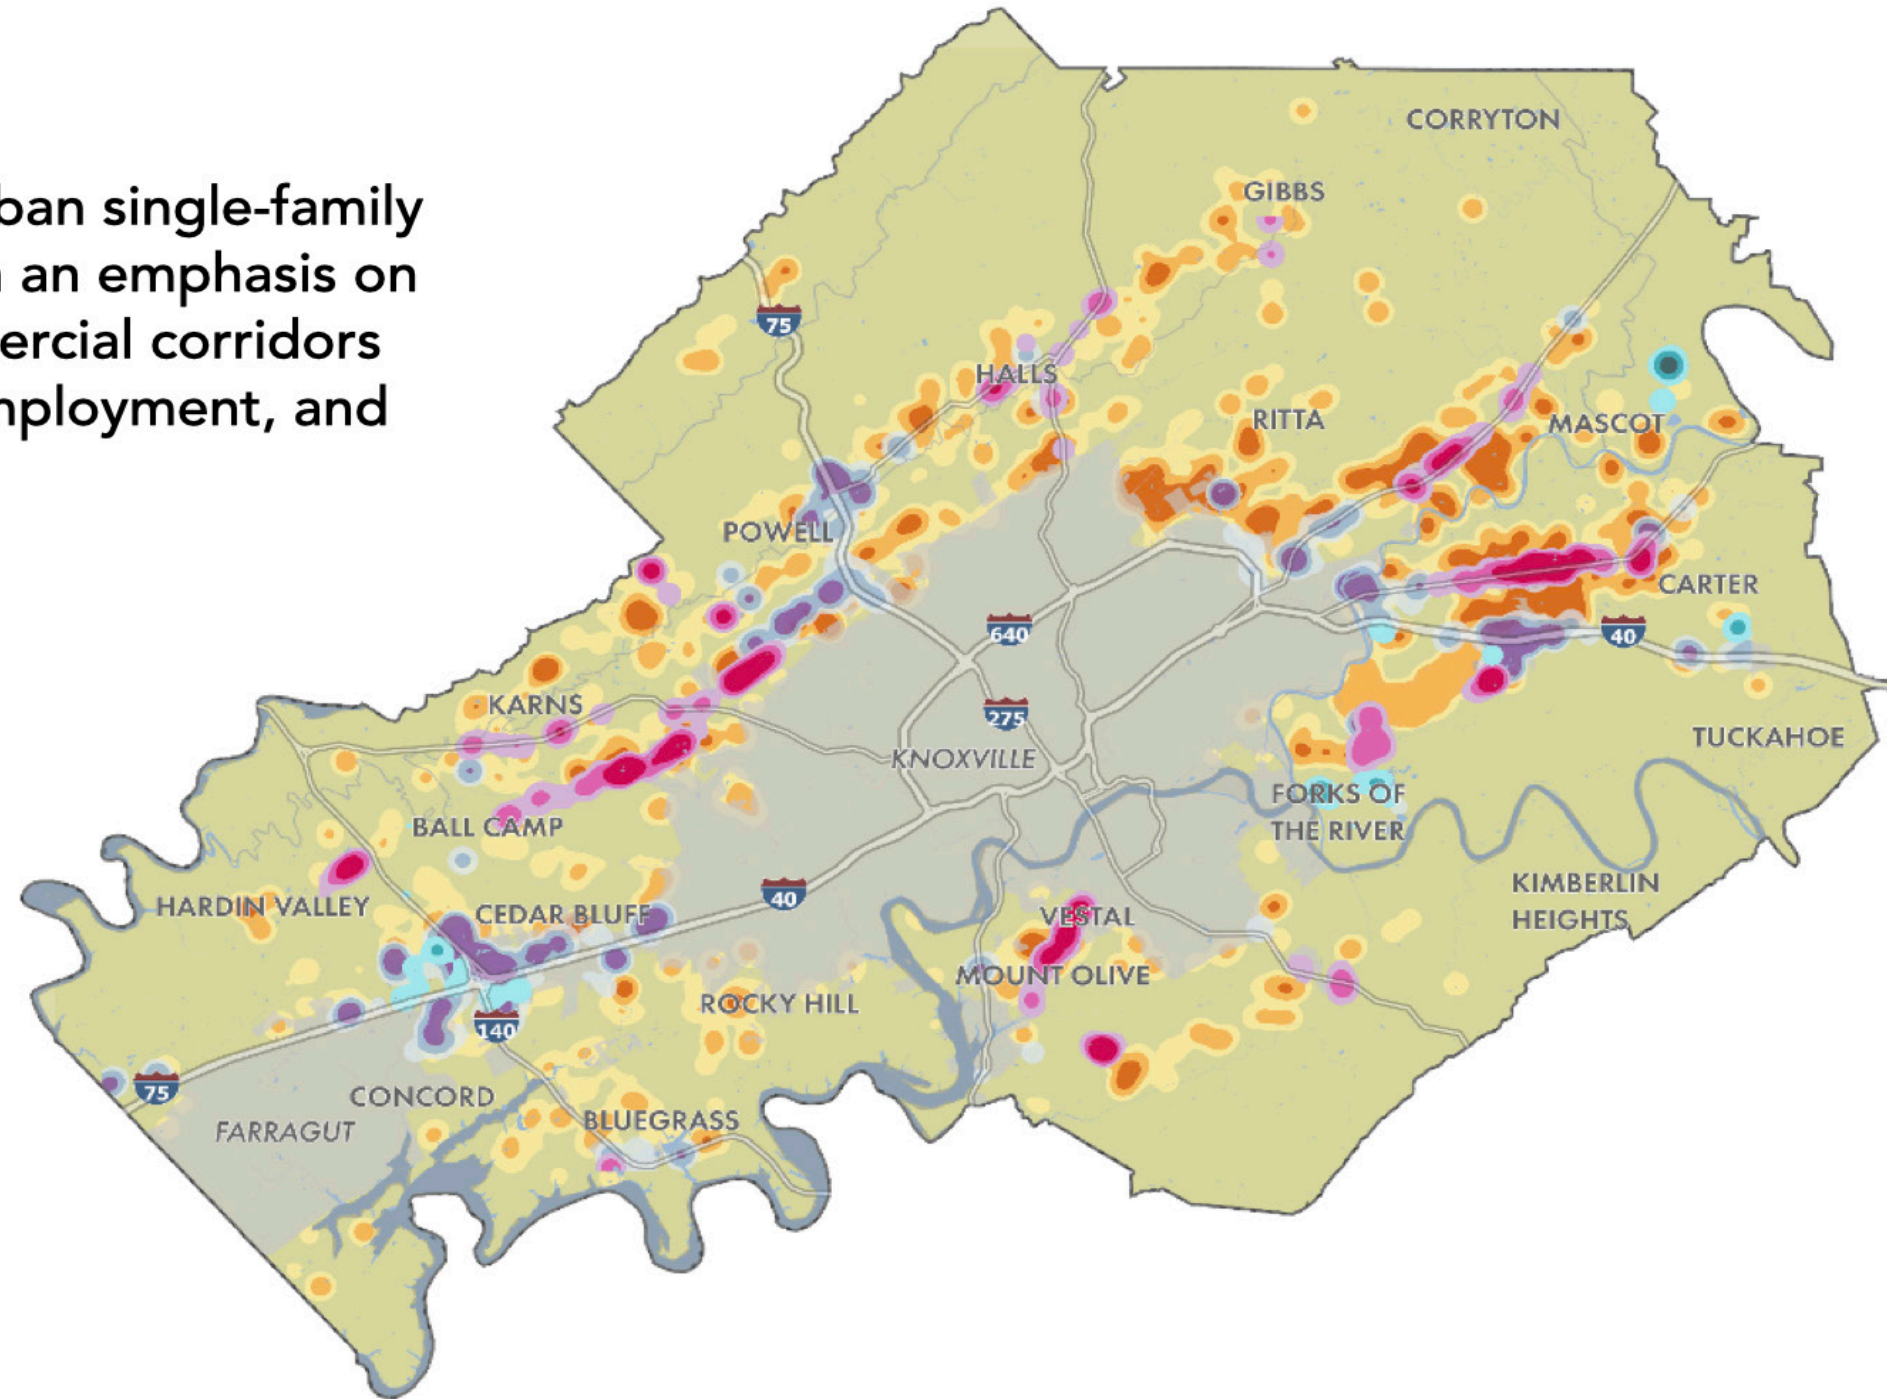 ban single-family
an emphasis on
ercial corridors
nployment, and
CORRYTON
GIBBS
75
HALLS
RITTA
MASCOT
POWELL
CARTER
640
40
KARNS
275
KNOXVILLE
TUCKAHOE
BALL CAMP
FORKS OF
THE RIVER
HARDIN VALLEY
CEDAR BLUFF
40
VESTAL
KIMBERLIN
HEIGHTS
MOUNT OLIVE
ROCKY HILL
140
75
CONCORD
FARRAGUT
BLUEGRASS